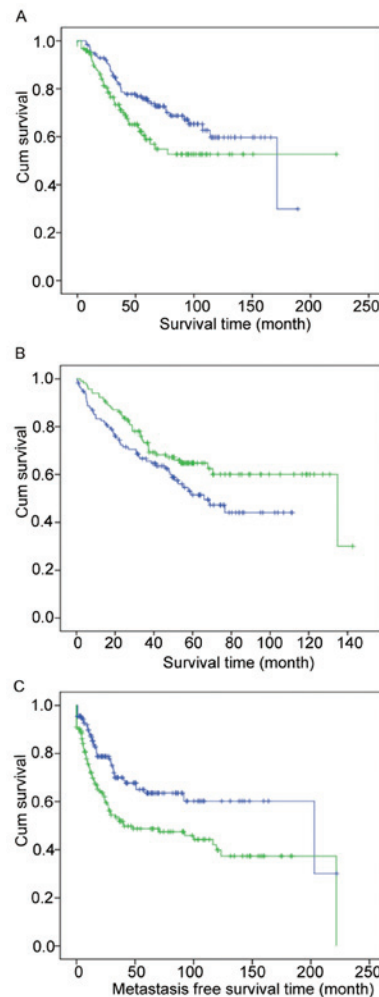 A
Cum survival
1.0
0.8
0.6
0.4
0.2
0.0
0 50 100 150 200 250
Survival time (month)
B
Cum survival
1.0
0.8
0.6
0.4
0.2
0.0
0 20 40 60 80 100 120 140
Survival time (month)
C
Cum survival
1.0
0.8
0.6
0.4
0.2
0.0
0 50 100 150 200 250
Metastasis free survival time (month)